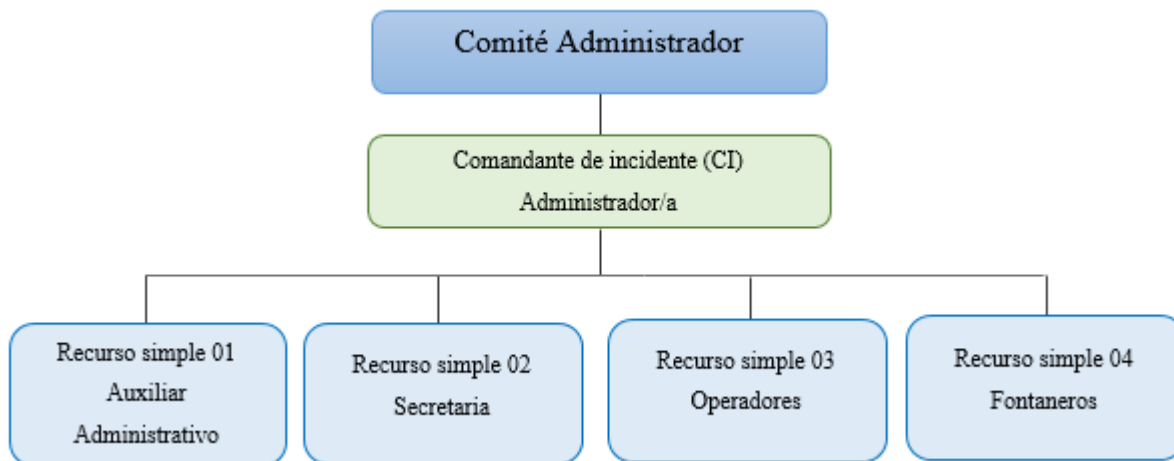 Comité Administrador
Comandante de incidente (CI)
Administrador/a
Recurso simple 01
Auxiliar
Administrativo
Recurso simple 02
Secretaria
Recurso simple 03
Operadores
Recurso simple 04
Fontaneros